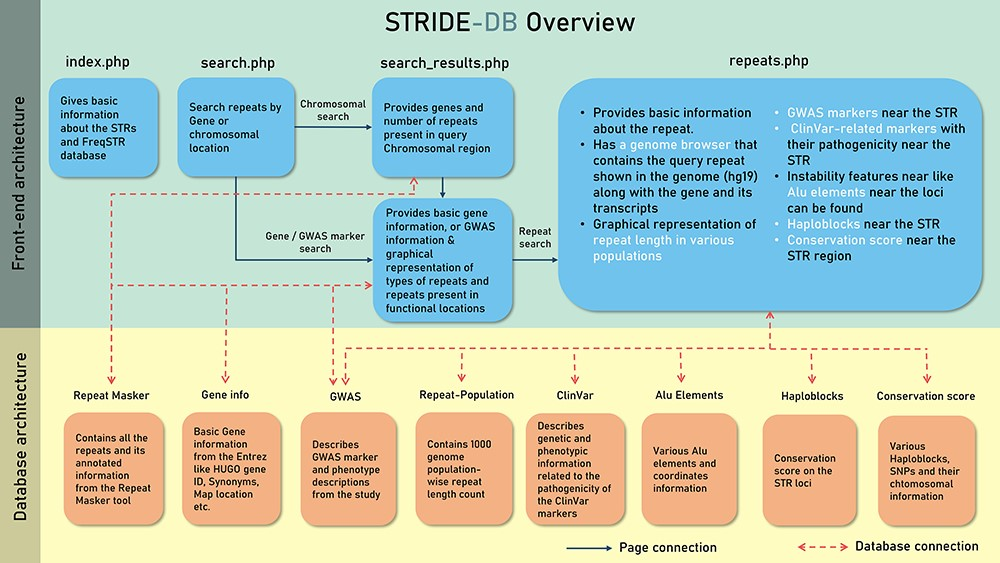 STRIDE-DB Overview
Front-end architecture
index.php
Gives basic
information
about the STRs
and FreqSTR
database
search.php
Search repeats by
Gene or
chromosomal
location
Chromosomal
search
Gene / GWAS marker
search
search_results.php
Provides genes and
number of repeats
present in query
Chromosomal region
Provides basic gene
information, or GWAS
information &
graphical
representation of
types of repeats and
repeats present in
functional locations
Repeat
search
repeats.php
• Provides basic information
about the repeat.
• Has a genome browser that
contains the query repeat
shown in the genome (hg19)
along with the gene and its
transcripts
• Graphical representation of
repeat length in various
populations
• GWAS markers near the STR
• ClinVar-related markers with
their pathogenicity near the
STR
• Instability features near like
Alu elements near the loci
can be found
• Haploblocks near the STR
• Conservation score near the
STR region
Database architecture
Repeat Masker
Contains all the
repeats and its
annotated
information
from the Repeat
Masker tool
Gene info
Basic Gene
information
from the Entrez
like HUGO gene
ID, Synonyms,
Map location
etc.
GWAS
Describes
GWAS marker
and phenotype
descriptions
from the study
Repeat-Population
Contains 1000
genome
population-
wise repeat
length count
ClinVar
Describes
genetic and
phenotypic
information
related to the
pathogenicity of
the ClinVar
markers
Alu Elements
Various Alu
elements and
coordinates
information
Haploblocks
Conservation
score on the
STR loci
Conservation score
Various
Haploblocks,
SNPs and their
chtomosomal
information
Page connection
Database connection